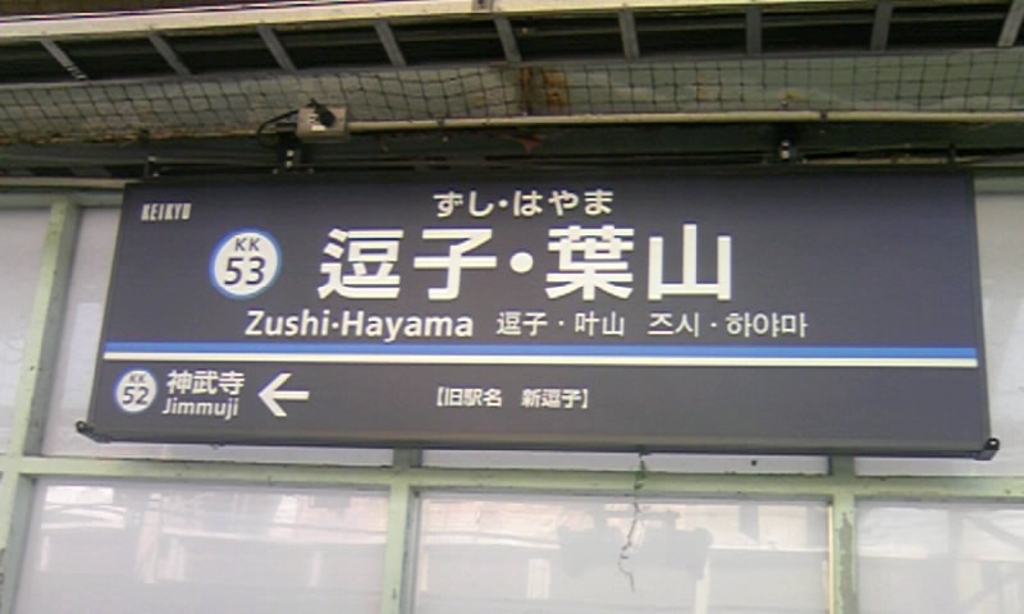 KEIKYU
ずし・はやま
KK
53
逗子・葉山
Zushi・Hayama 逗子・叶山 즈시・하야마
KK
52
神武寺
Jimmuji
【旧駅名 新逗子】